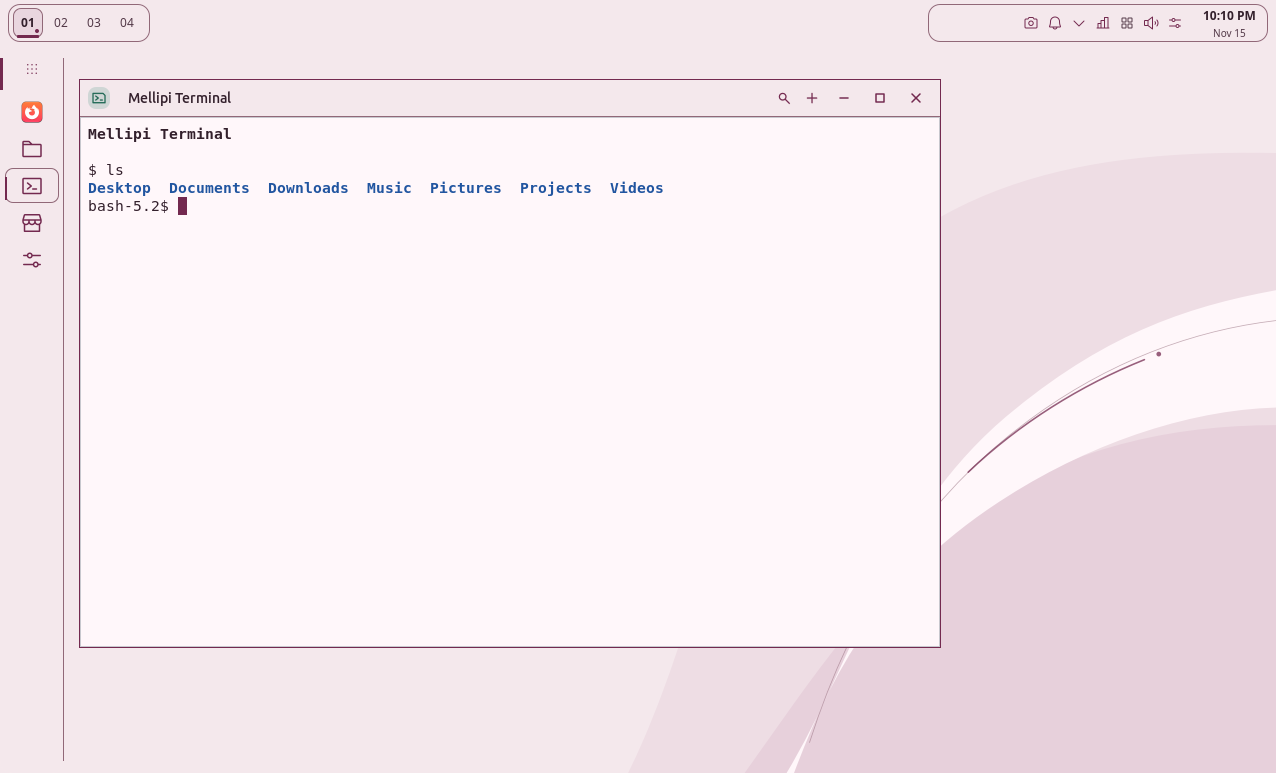 01 02 03 04
10:10 PM
Nov 15
Mellipi Terminal
Mellipi Terminal
$ ls
Desktop  Documents  Downloads  Music  Pictures  Projects  Videos
bash-5.2$